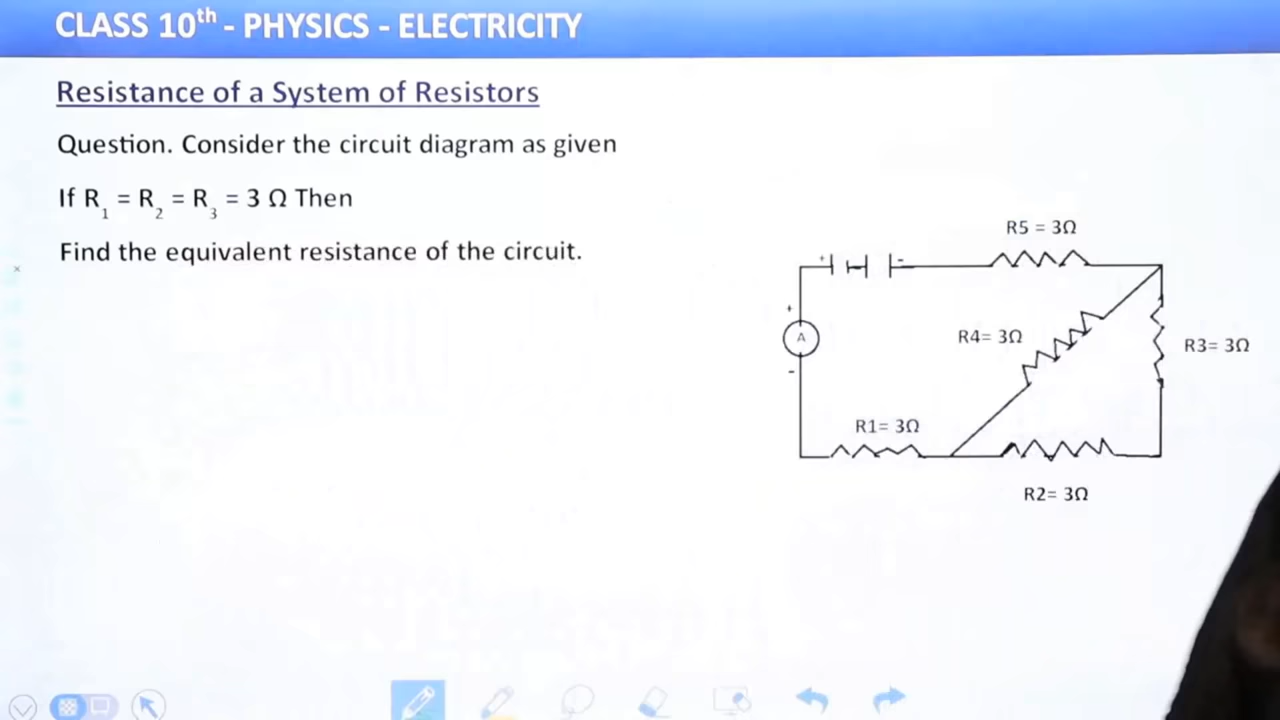 CLASS 10th - PHYSICS - ELECTRICITY
Resistance of a System of Resistors
Question. Consider the circuit diagram as given
If R1 = R2 = R3 = 3 Ω Then
Find the equivalent resistance of the circuit.
R5 = 3Ω
+ -
+
A
R4= 3Ω
R3= 3Ω
-
R1= 3Ω
R2= 3Ω